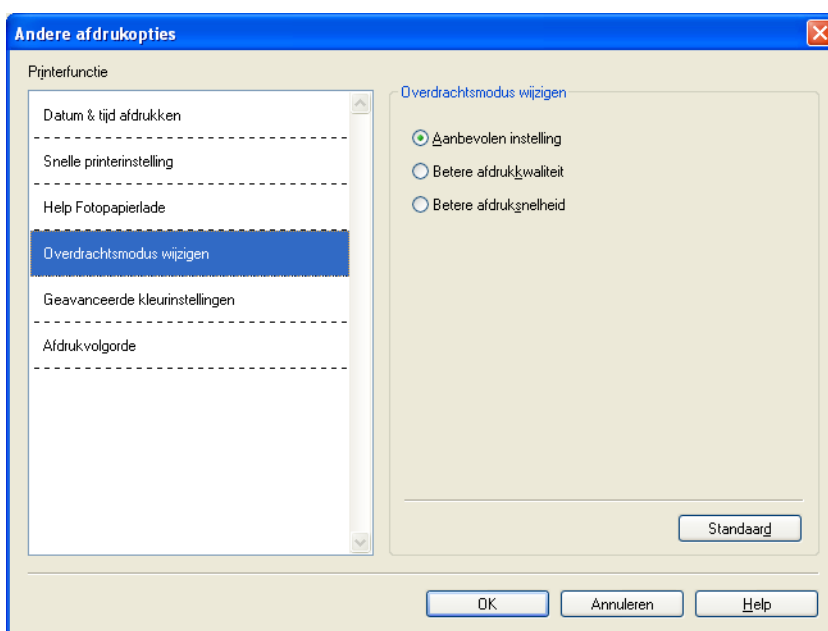 Andere afdrukopties
Printerfunctie
Datum & tijd afdrukken
Snelle printerinstelling
Help Fotopapierlade
Overdrachtsmodus wijzigen
Geavanceerde kleurinstellingen
Afdrukvolgorde
Overdrachtsmodus wijzigen
Aanbevolen instelling
Betere afdrukkwaliteit
Betere afdruksnelheid
Standaard
OK
Annuleren
Help